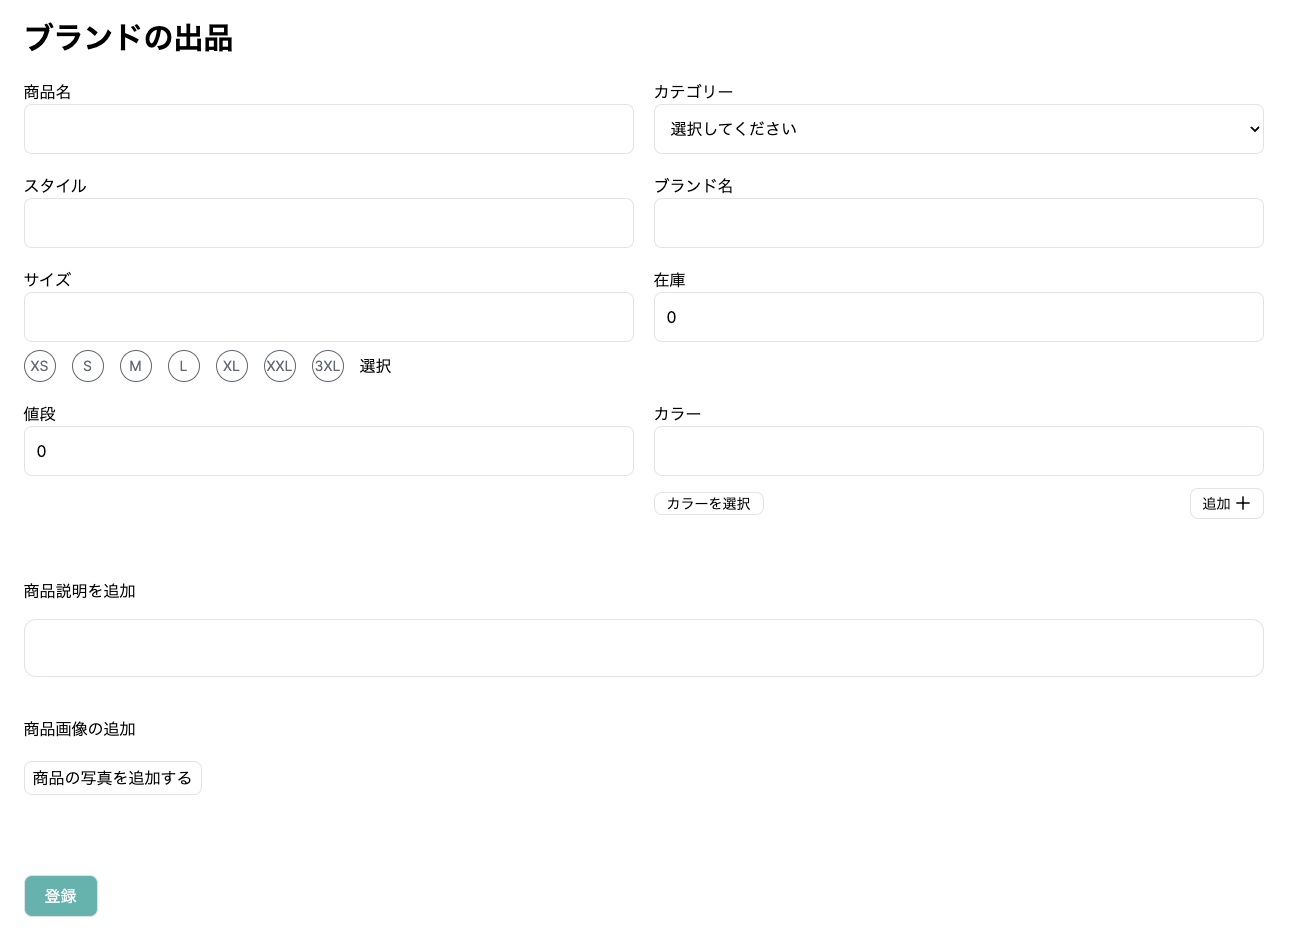 ブランドの出品
商品名
カテゴリー
選択してください
スタイル
ブランド名
サイズ
在庫
0
XS S M L XL XXL 3XL 選択
値段
カラー
0
カラーを選択
追加 +
商品説明を追加
商品画像の追加
商品の写真を追加する
登録